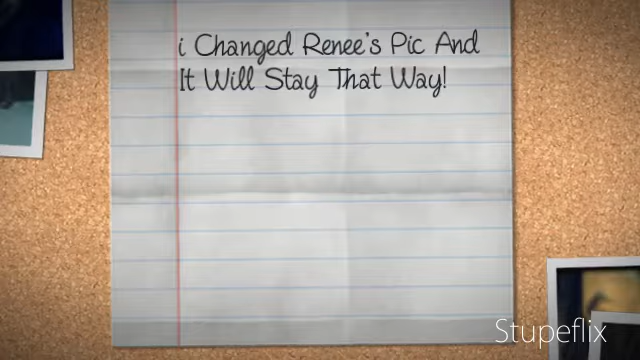 i Changed Renee's Pic And
It Will Stay That Way!
Stupeflix